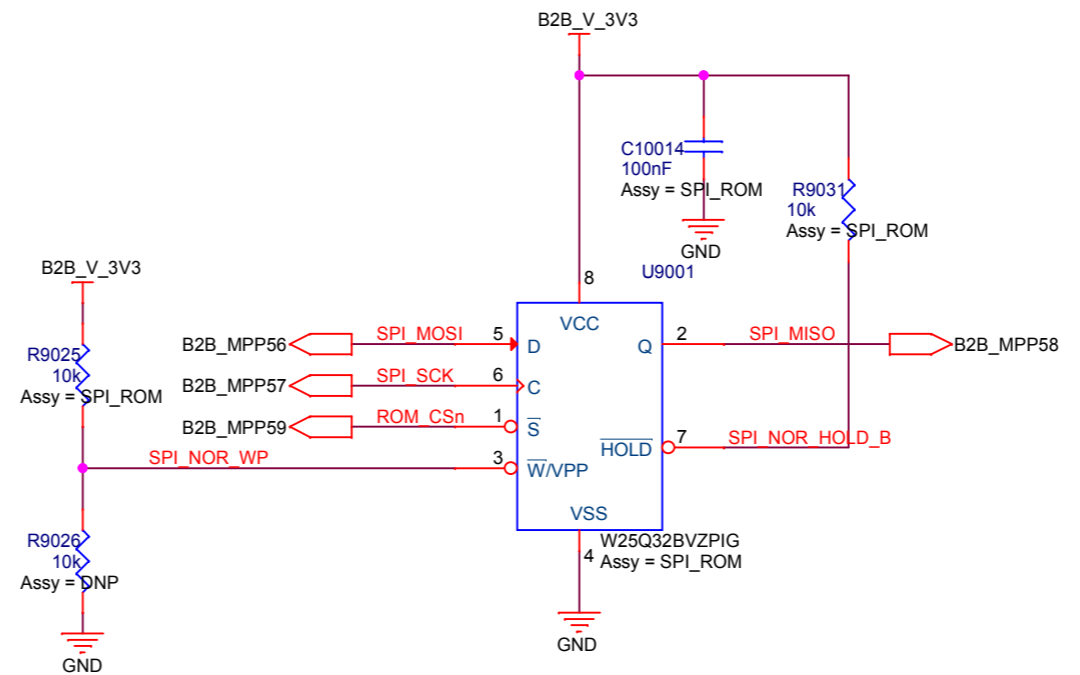 B2B_V_3V3
C10014
100nF
Assy = SPI_ROM
R9031
10k
Assy = SPI_ROM
GND
U9001
B2B_V_3V3
8
VCC
B2B_MPP56
SPI_MOSI
5
D
Q
2
SPI_MISO
B2B_MPP58
R9025
10k
Assy = SPI_ROM
B2B_MPP57
SPI_SCK
6
C
B2B_MPP59
ROM_CSn
1
S
HOLD
7
SPI_NOR_HOLD_B
SPI_NOR_WP
3
W/VPP
VSS
R9026
10k
Assy = DNP
4
W25Q32BVZPIG
Assy = SPI_ROM
GND
GND